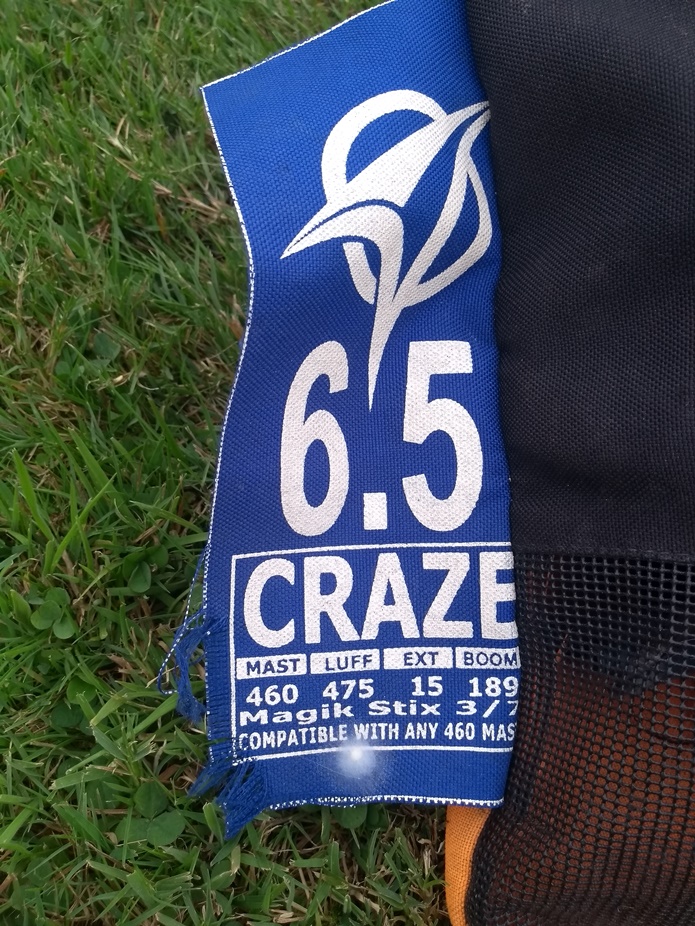 6.5
CRAZE
MAST LUFF EXT BOOM
460 475 15 189
Magik Stix 3/7
COMPATIBLE WITH ANY 460 MAS